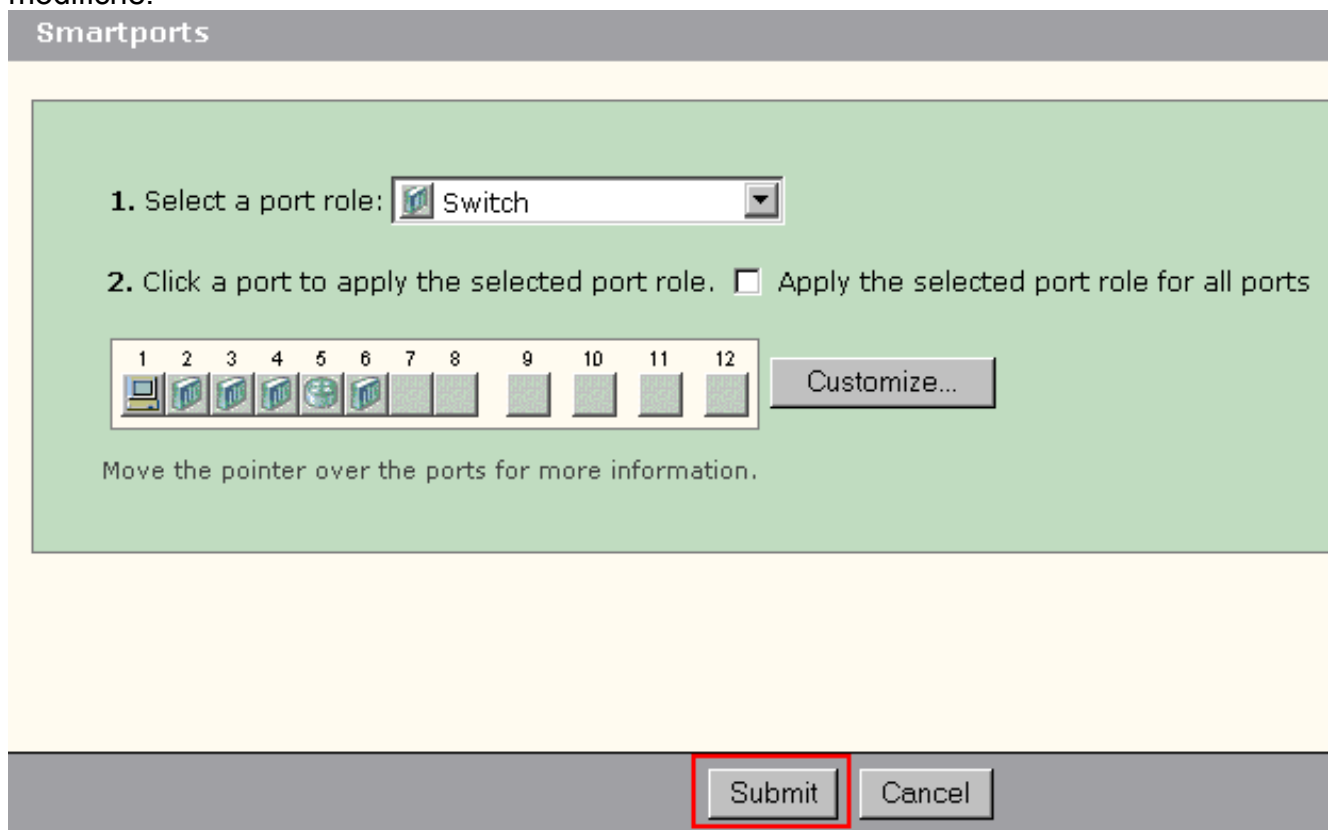 modifiche.
Smartports
1. Select a port role: Switch
2. Click a port to apply the selected port role. Apply the selected port role for all ports
1 2 3 4 5 6 7 8 9 10 11 12
Customize...
Move the pointer over the ports for more information.
Submit Cancel